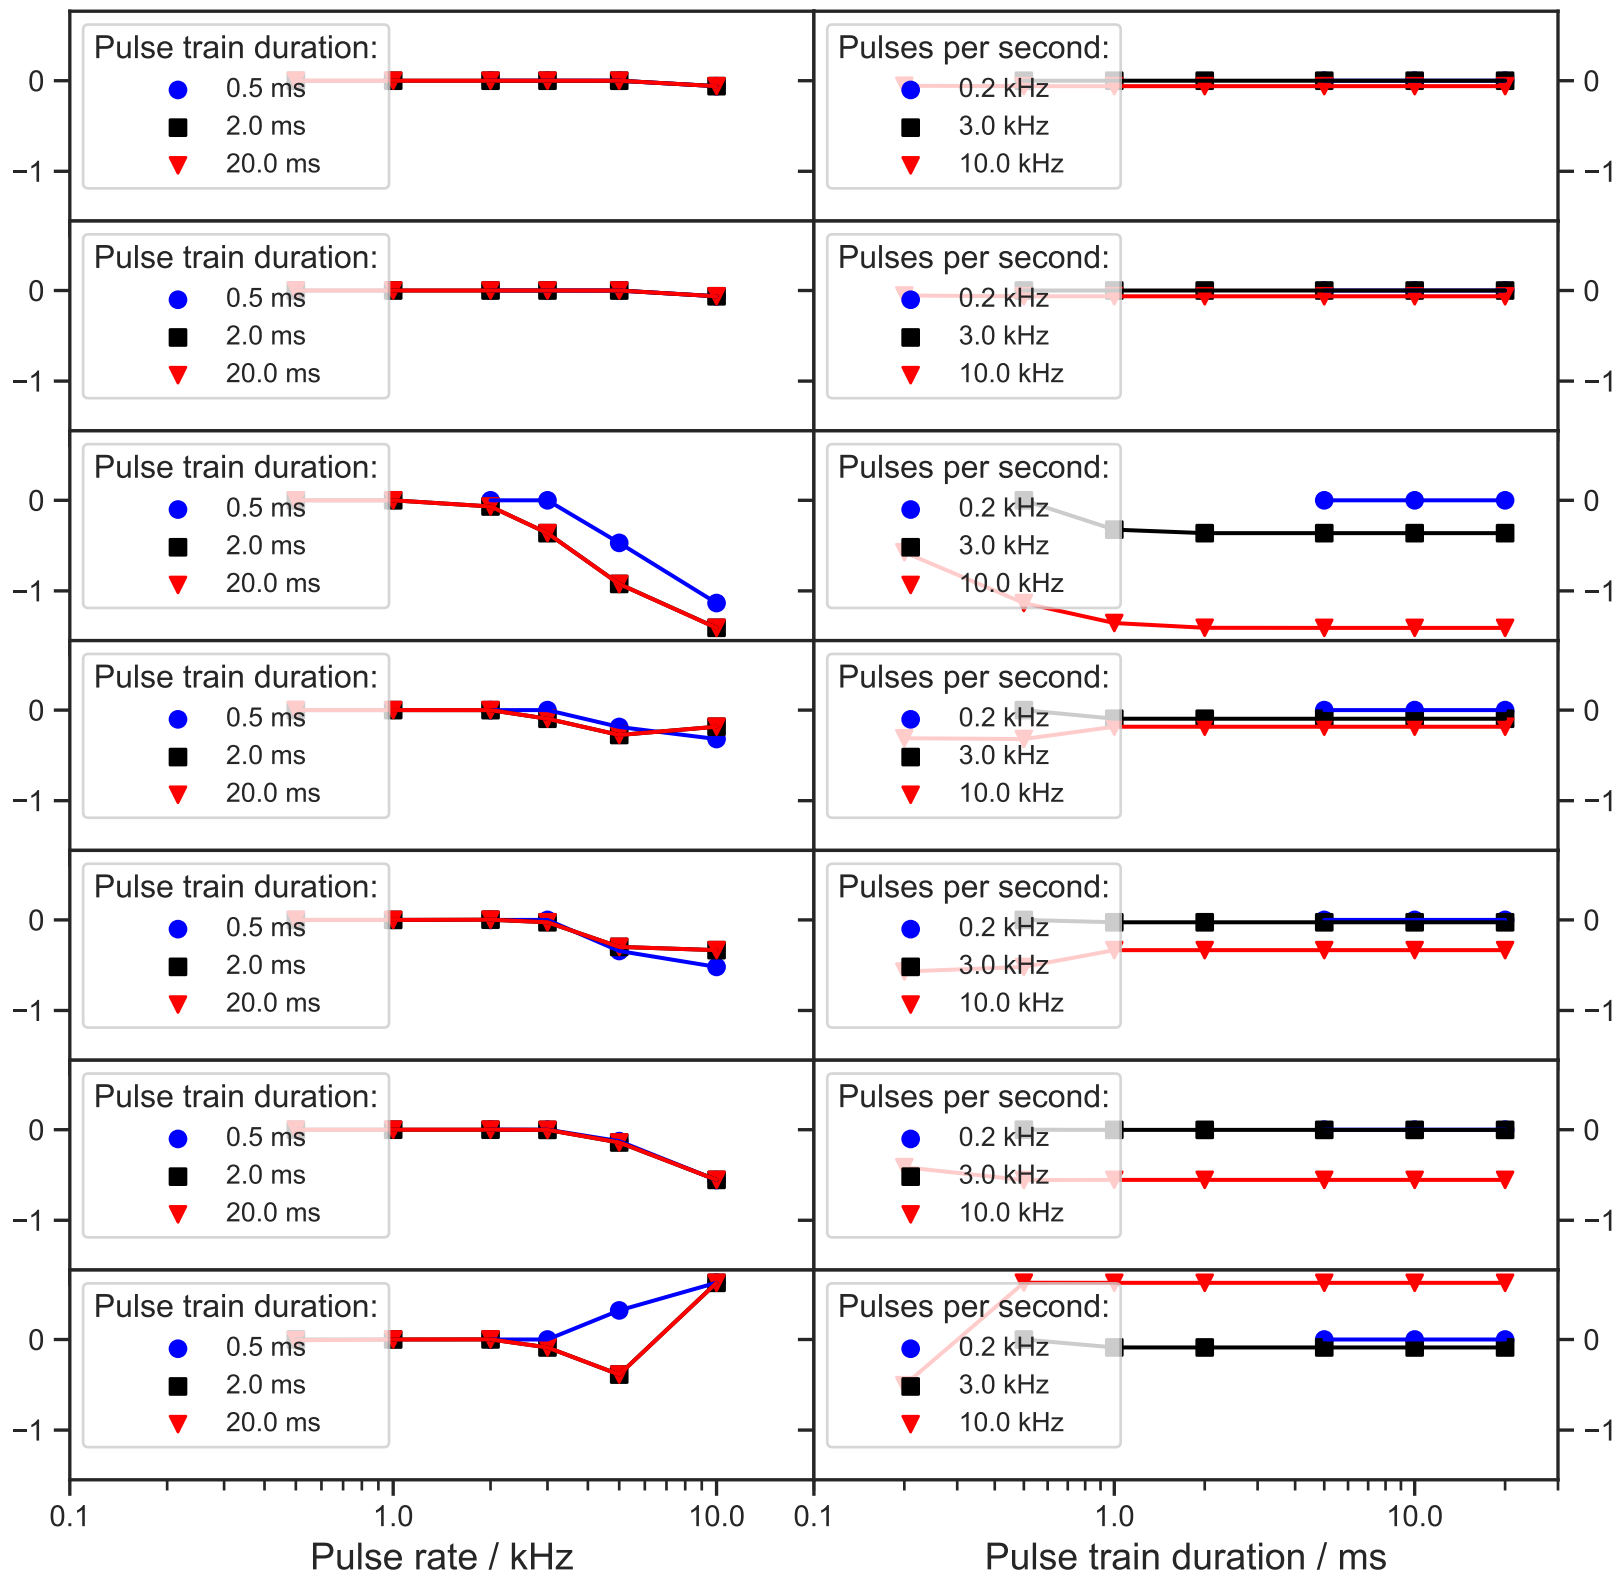 Pulse train duration:
0.5 ms
2.0 ms
20.0 ms
0
−1
Pulses per second:
0.2 kHz
3.0 kHz
10.0 kHz
0
−1
Pulse train duration:
0.5 ms
2.0 ms
20.0 ms
0
−1
Pulses per second:
0.2 kHz
3.0 kHz
10.0 kHz
0
−1
Pulse train duration:
0.5 ms
2.0 ms
20.0 ms
0
−1
Pulses per second:
0.2 kHz
3.0 kHz
10.0 kHz
0
−1
Pulse train duration:
0.5 ms
2.0 ms
20.0 ms
0
−1
Pulses per second:
0.2 kHz
3.0 kHz
10.0 kHz
0
−1
Pulse train duration:
0.5 ms
2.0 ms
20.0 ms
0
−1
Pulses per second:
0.2 kHz
3.0 kHz
10.0 kHz
0
−1
Pulse train duration:
0.5 ms
2.0 ms
20.0 ms
0
−1
Pulses per second:
0.2 kHz
3.0 kHz
10.0 kHz
0
−1
Pulse train duration:
0.5 ms
2.0 ms
20.0 ms
0
−1
Pulses per second:
0.2 kHz
3.0 kHz
10.0 kHz
0
−1
0.1 1.0 10.0
Pulse rate / kHz
0.1 1.0 10.0
Pulse train duration / ms